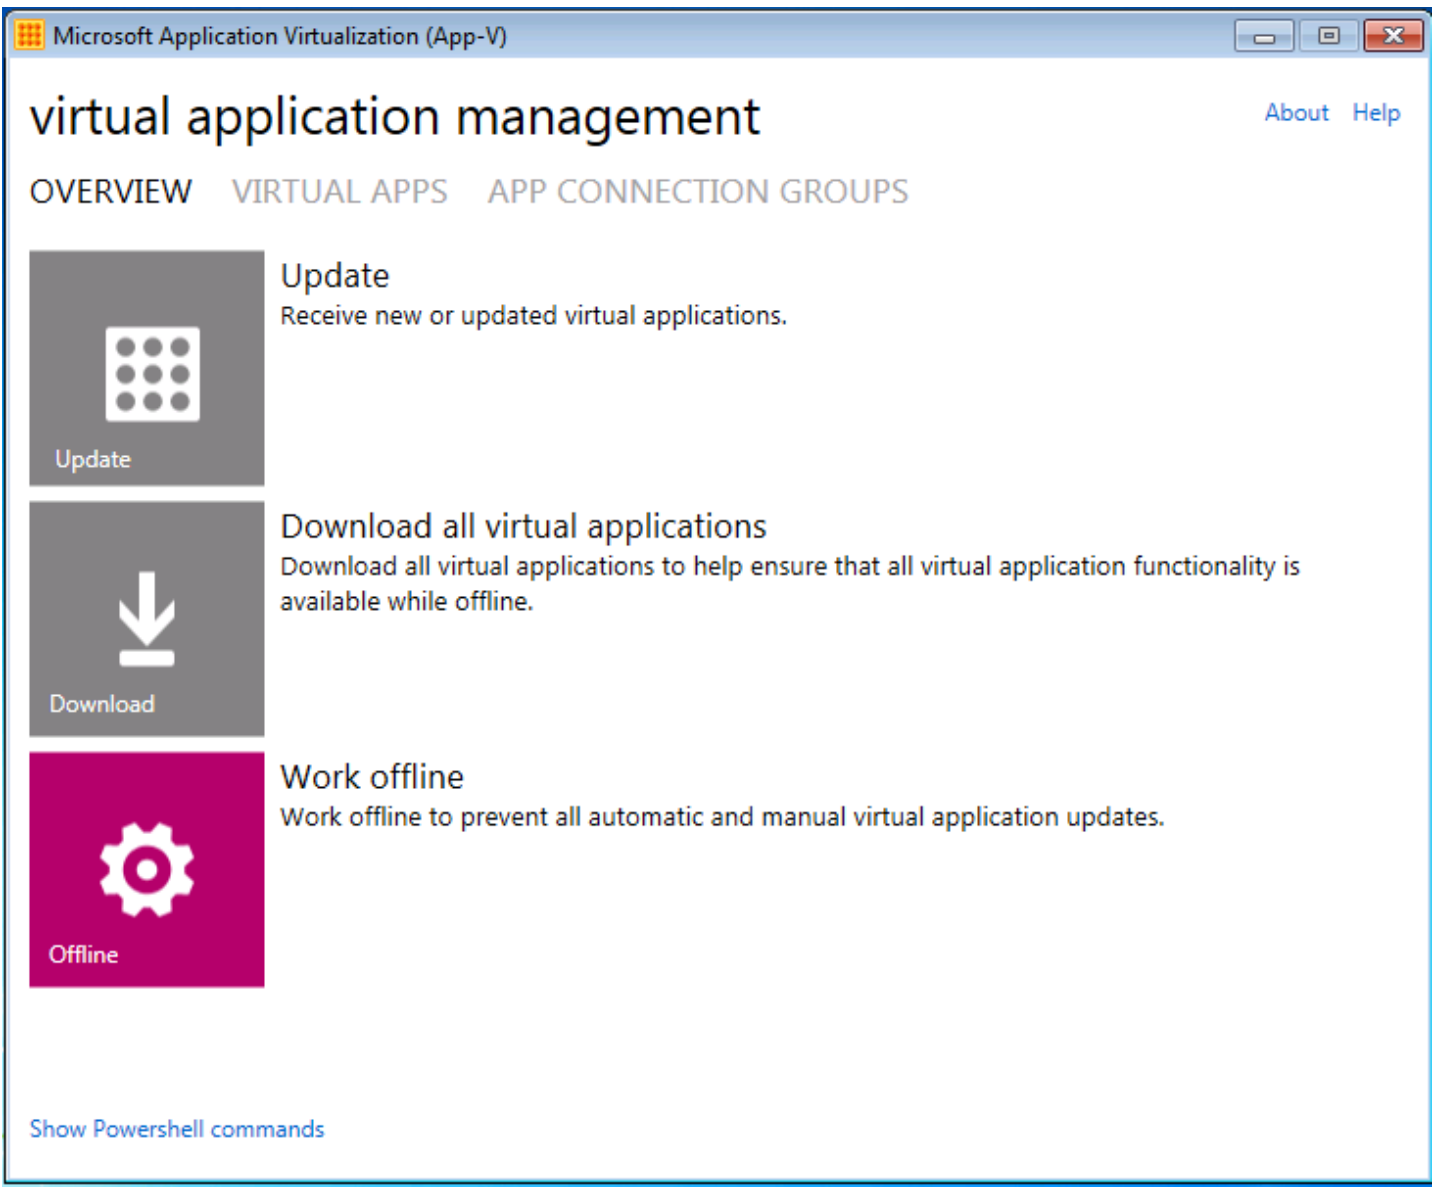 Microsoft Application Virtualization (App-V)
virtual application management
About Help
OVERVIEW VIRTUAL APPS APP CONNECTION GROUPS
Update
Receive new or updated virtual applications.
Update
Download all virtual applications
Download all virtual applications to help ensure that all virtual application functionality is
available while offline.
Download
Work offline
Work offline to prevent all automatic and manual virtual application updates.
Offline
Show Powershell commands